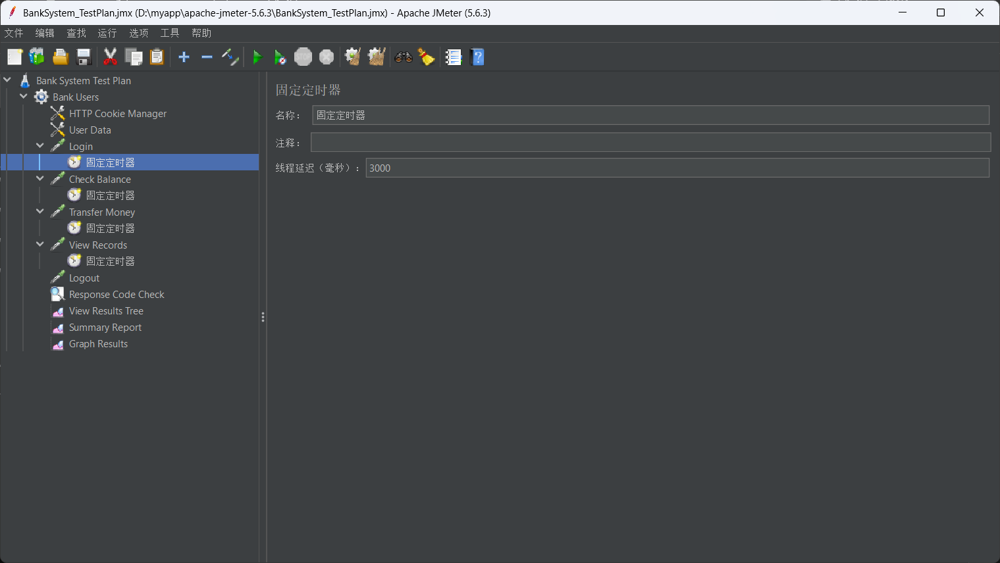 BankSystem_TestPlan.jmx (D:\myapp\apache-jmeter-5.6.3\BankSystem_TestPlan.jmx) - Apache JMeter (5.6.3)
文件 编辑 查找 运行 选项 工具 帮助
STOP
Bank System Test Plan
Bank Users
HTTP Cookie Manager
User Data
Login
固定定时器
Check Balance
固定定时器
Transfer Money
固定定时器
View Records
固定定时器
Logout
Response Code Check
View Results Tree
Summary Report
Graph Results
固定定时器
名称： 固定定时器
注释：
线程延迟（毫秒）： 3000